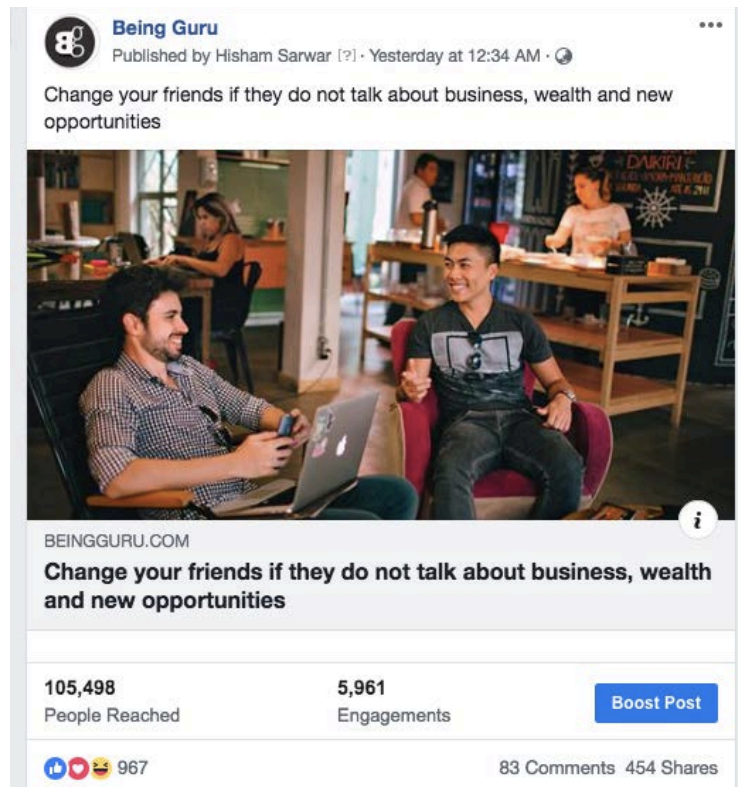 Being Guru
Published by Hisham Sarwar [?] · Yesterday at 12:34 AM ·
Change your friends if they do not talk about business, wealth and new
opportunities
DAIKIRI
BEINGGURU.COM
Change your friends if they do not talk about business, wealth
and new opportunities
105,498
People Reached
5,961
Engagements
Boost Post
967
83 Comments 454 Shares